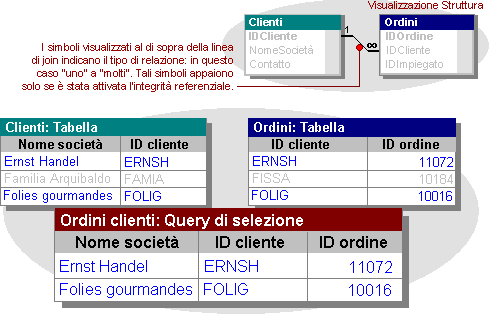 Visualizzazione Struttura
Clienti
IDCliente
NomeSocietà
Contatto
1
∞
Ordini
IDOrdine
IDCliente
IDImpiegato
I simboli visualizzati al di sopra della linea
di join indicano il tipo di relazione: in questo
caso "uno" a "molti". Tali simboli appaiono
solo se è stata attivata l'integrità referenziale.
Clienti: Tabella
Nome società ID cliente
Ernst Handel ERNSH
Familia Arquibaldo FAMIA
Folies gourmandes FOLIG
Ordini: Tabella
ID cliente ID ordine
ERNSH 11072
FISSA 10184
FOLIG 10016
Ordini clienti: Query di selezione
Nome società ID cliente ID ordine
Ernst Handel ERNSH 11072
Folies gourmandes FOLIG 10016